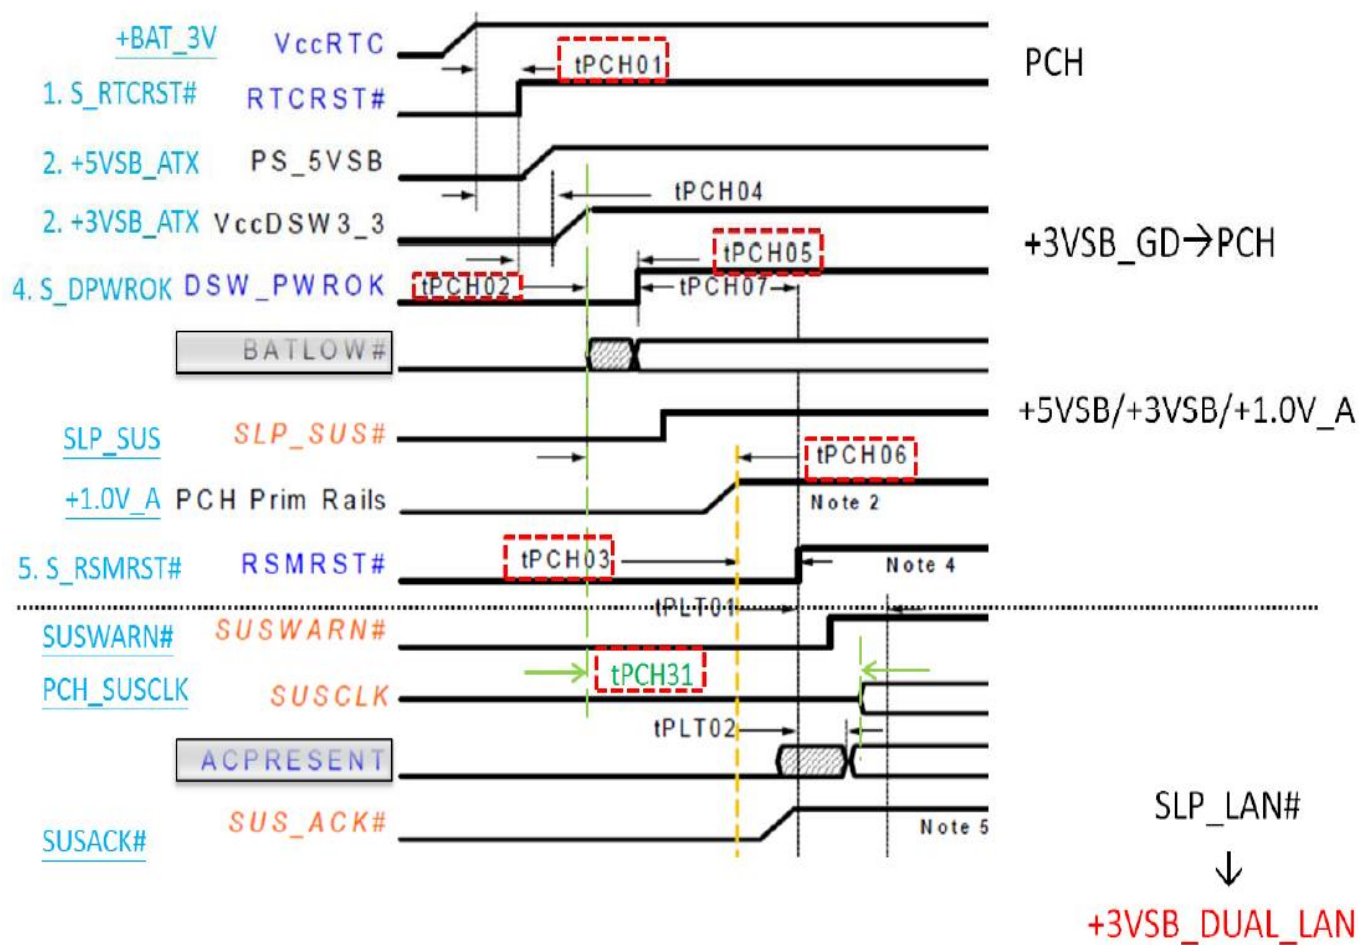 +BAT_3V VccRTC
tPCH01
PCH
1. S_RTCRST# RTCRST#
2. +5VSB_ATX PS_5VSB
tPCH04
2. +3VSB_ATX VccDSW3_3
tPCH05
+3VSB_GD→PCH
4. S_DPWROK DSW_PWROK tPCH02 tPCH07
BATLOW#
+5VSB/+3VSB/+1.0V_A
SLP_SUS SLP_SUS#
tPCH06
+1.0V_A PCH Prim Rails
Note 2
5. S_RSMRST# RSMRST# tPCH03
Note 4
tPLT01
SUSWARN# SUSWARN#
tPCH31
PCH_SUSCLK SUSCLK
tPLT02
ACPRESENT
SLP_LAN#
SUSACK# SUS_ACK#
Note 5
↓
+3VSB_DUAL_LAN